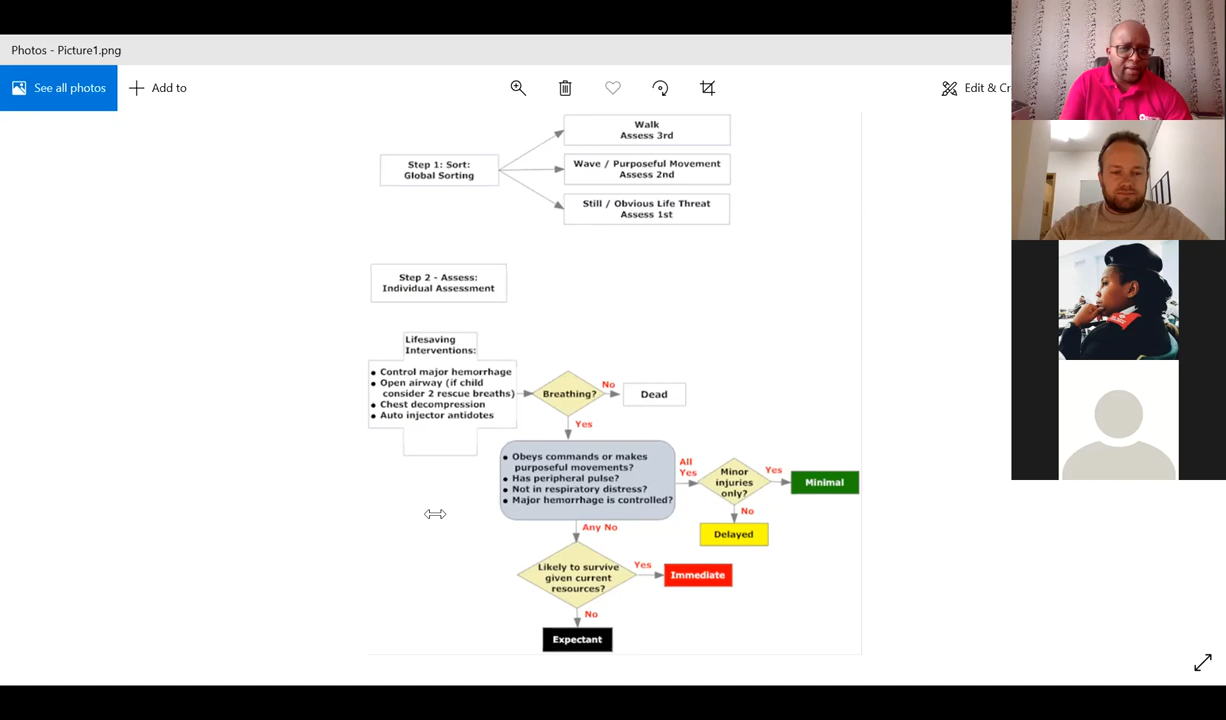 Photos - Picture1.png
See all photos
Add to
Edit & Cr
Walk
Assess 3rd
Step 1: Sort:
Global Sorting
Wave / Purposeful Movement
Assess 2nd
Still / Obvious Life Threat
Assess 1st
Step 2 - Assess:
Individual Assessment
Lifesaving
Interventions:
• Control major hemorrhage
• Open airway (if child
consider 2 rescue breaths)
• Chest decompression
• Auto injector antidotes
Breathing?
No
Dead
Yes
• Obeys commands or makes
purposeful movements?
• Has peripheral pulse?
• Not in respiratory distress?
• Major hemorrhage is controlled?
All
Yes
Minor
injuries
only?
Yes
Minimal
No
Delayed
Any No
Likely to survive
given current
resources?
Yes
Immediate
No
Expectant